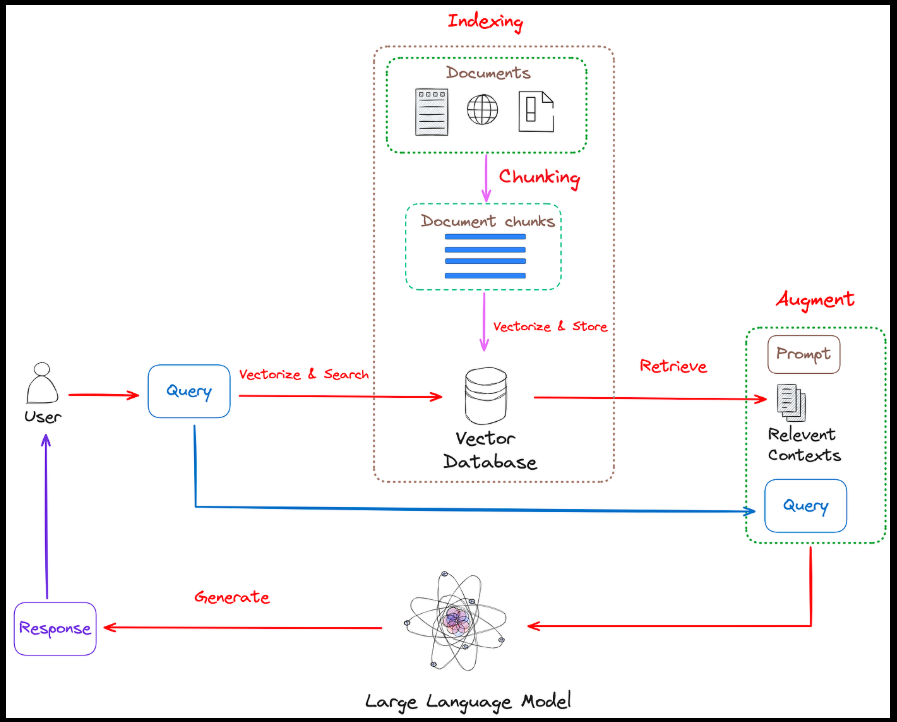 Indexing
Documents
Chunking
Document chunks
Vectorize & Store
Augment
Prompt
Vectorize & Search
Retrieve
Query
User
Relevent
Contexts
Vector
Database
Query
Generate
Response
Large Language Model